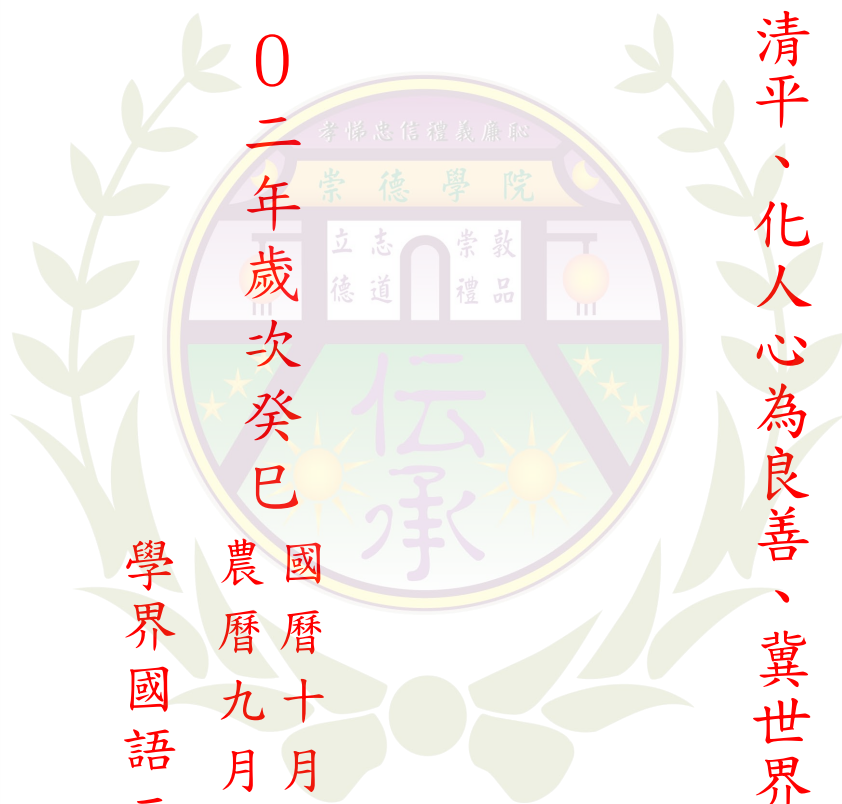 清平、化人心為良善、冀世界
0二年歲次癸巳
國曆十月
農曆九月
學界國語
孝悌忠信禮義廉恥
崇德學院
立志 崇敦
德道 禮品
伝承